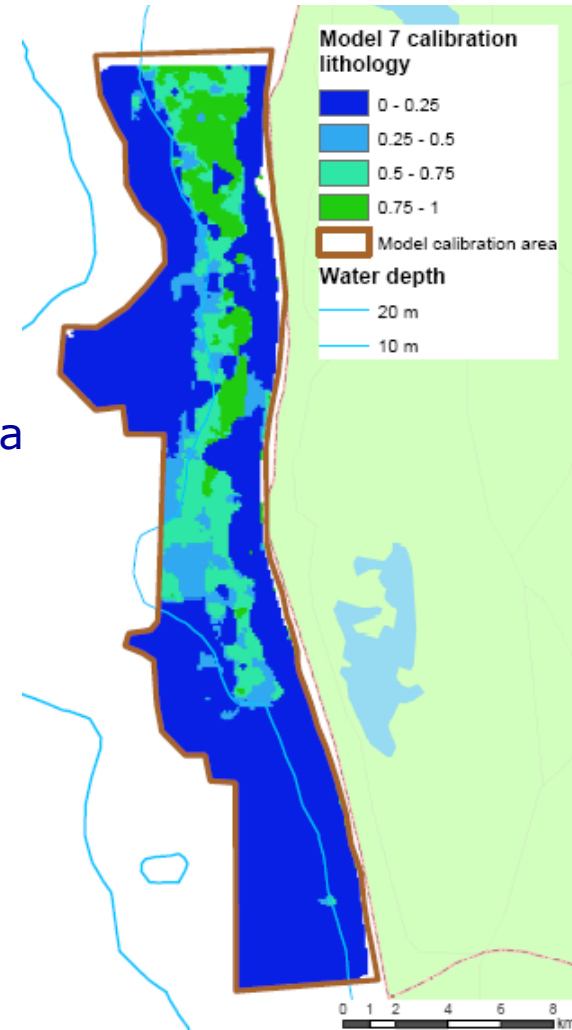 Model 7 calibration
lithology
0 - 0.25
0.25 - 0.5
0.5 - 0.75
0.75 - 1
Model calibration area
Water depth
20 m
10 m
a
0 1 2 4 6 8
km